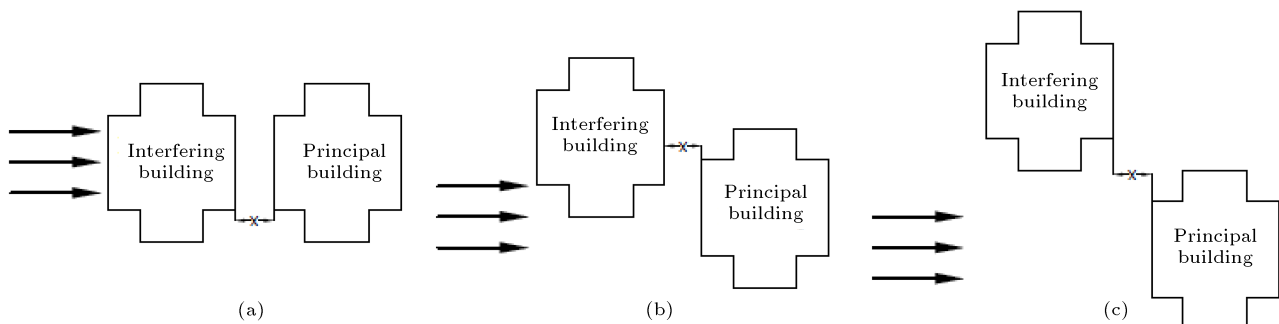 Interfering
building
Principal
building
X
(a)
Interfering
building
X
Principal
building
(b)
Interfering
building
X
Principal
building
(c)